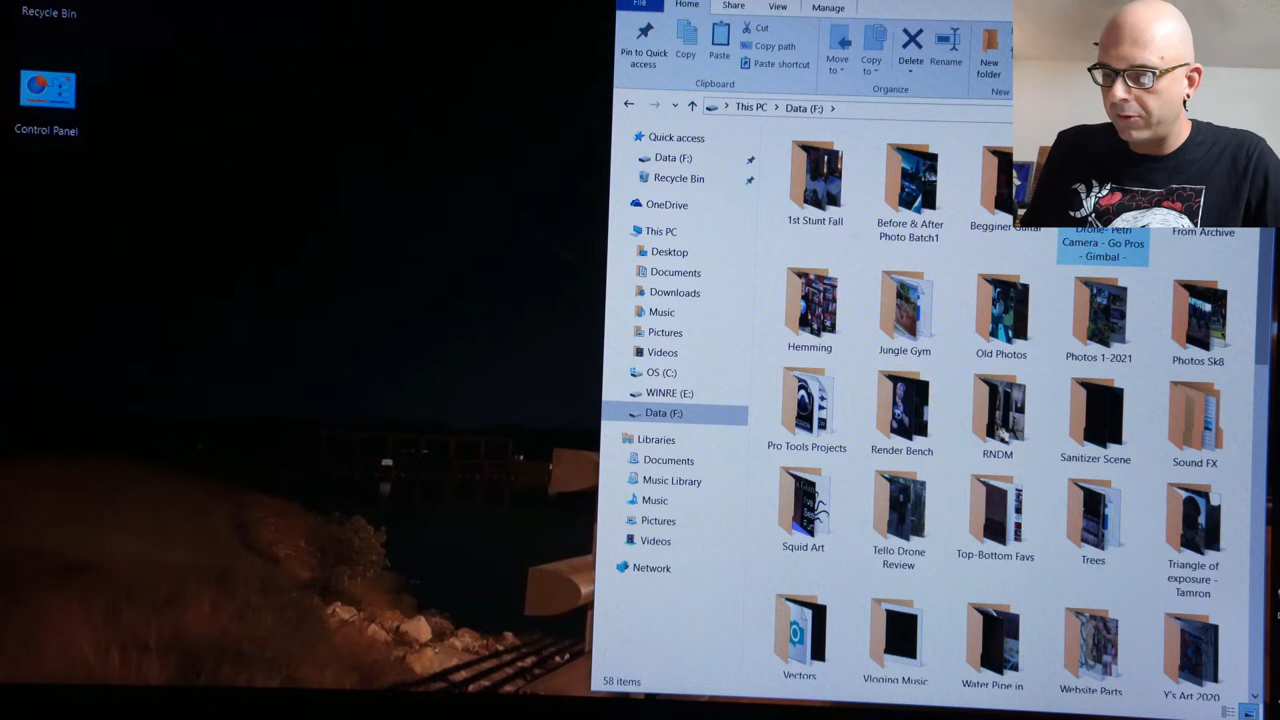 Recycle Bin
Control Panel
File
Home
Share
View
Manage
Pin to Quick
access
Copy
Paste
Cut
Copy path
Paste shortcut
Clipboard
Move
to
Copy
to
Delete
Rename
Organize
New
folder
New
This PC
Data (F:)
Quick access
Data (F:)
Recycle Bin
OneDrive
This PC
Desktop
Documents
Downloads
Music
Pictures
Videos
OS (C:)
WINRE (E:)
Data (F:)
Libraries
Documents
Music Library
Music
Pictures
Videos
Network
58 items
1st Stunt Fall
Before & After
Photo Batch1
Begginer Guitar
Drone- Petri
Camera - Go Pros
- Gimbal -
From Archive
Hemming
Jungle Gym
Old Photos
Photos 1-2021
Photos Sk8
Pro Tools Projects
Render Bench
RNDM
Sanitizer Scene
Sound FX
Squid Art
Tello Drone
Review
Top-Bottom Favs
Trees
Triangle of
exposure -
Tamron
Vectors
Vloging Music
Water Pipe in
Website Parts
Y's Art 2020